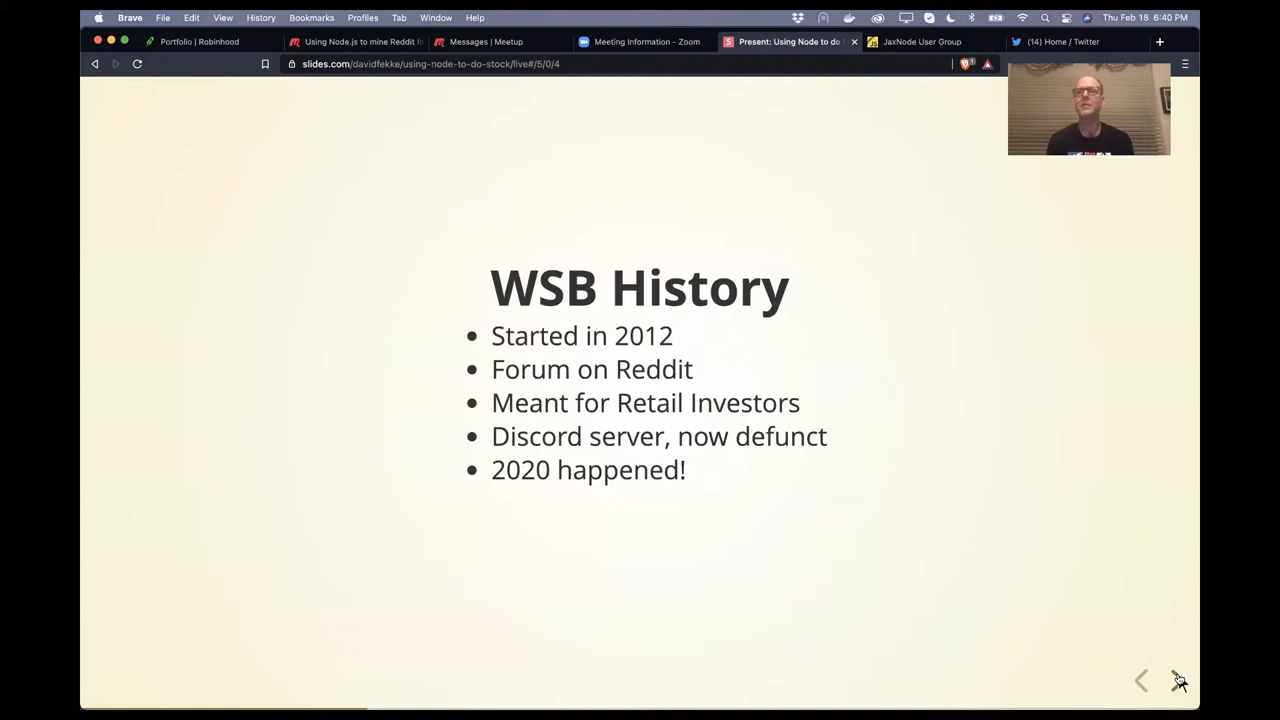 Brave File Edit View History Bookmarks Profiles Tab Window Help Thu Feb 18 6:40 PM
Portfolio | Robinhood Using Node.js to mine Reddit fo Messages | Meetup Meeting Information - Zoom Present: Using Node to do JaxNode User Group (14) Home / Twitter
slides.com/davidfekke/using-node-to-do-stock/live#/5/0/4
WSB History
Started in 2012
Forum on Reddit
Meant for Retail Investors
Discord server, now defunct
2020 happened!